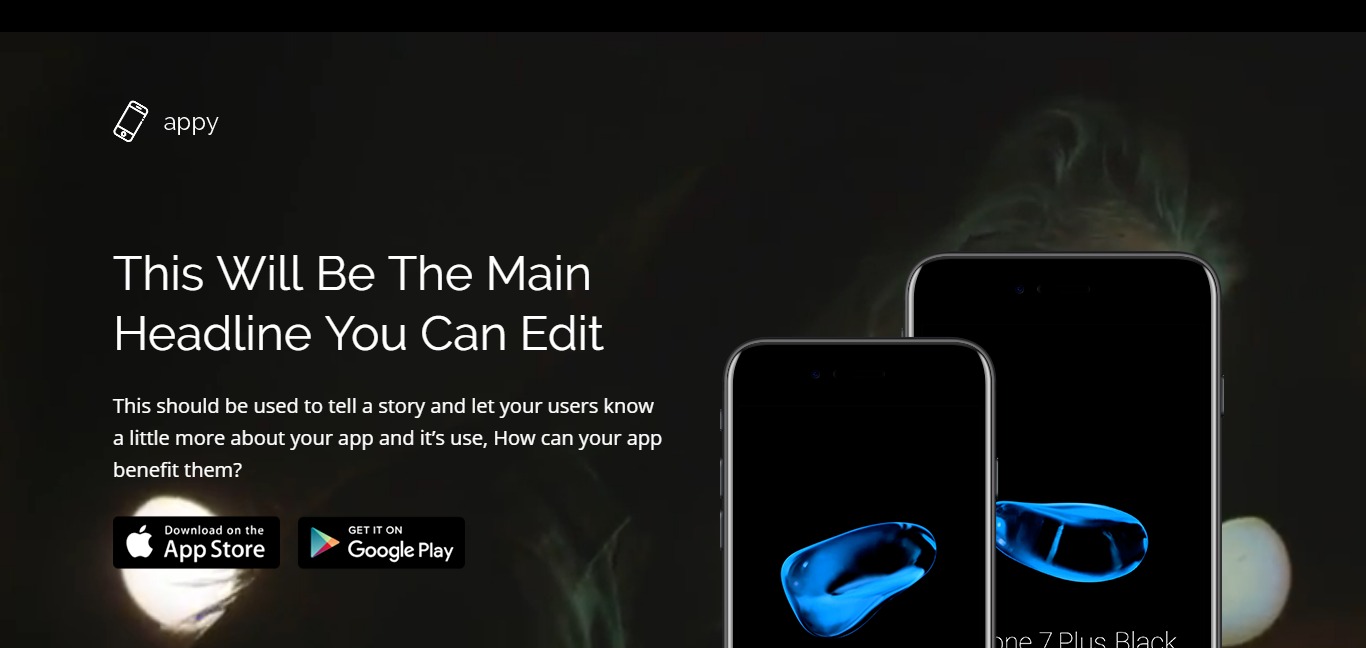 appy
This Will Be The Main
Headline You Can Edit
This should be used to tell a story and let your users know
a little more about your app and it’s use, How can your app
benefit them?
Download on the
App Store
GET IT ON
Google Play
7 Plus Black